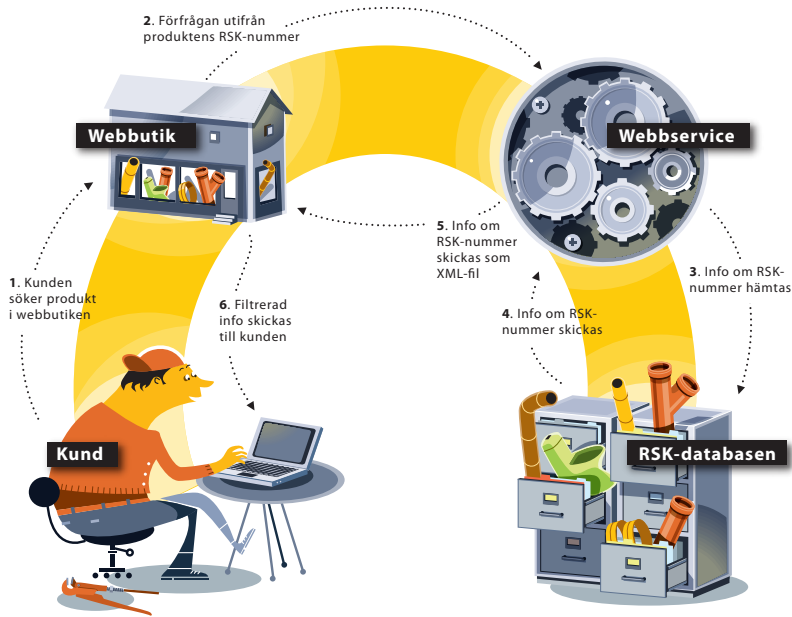 2. Förfrågan utifrån
produktens RSK-nummer
Webbutik
Webbservice
1. Kunden
söker produkt
i webbutiken
5. Info om
RSK-nummer
skickas som
XML-fil
3. Info om RSK-
nummer hämtas
6. Filtrerad
info skickas
till kunden
4. Info om RSK-
nummer skickas
Kund
RSK-databasen